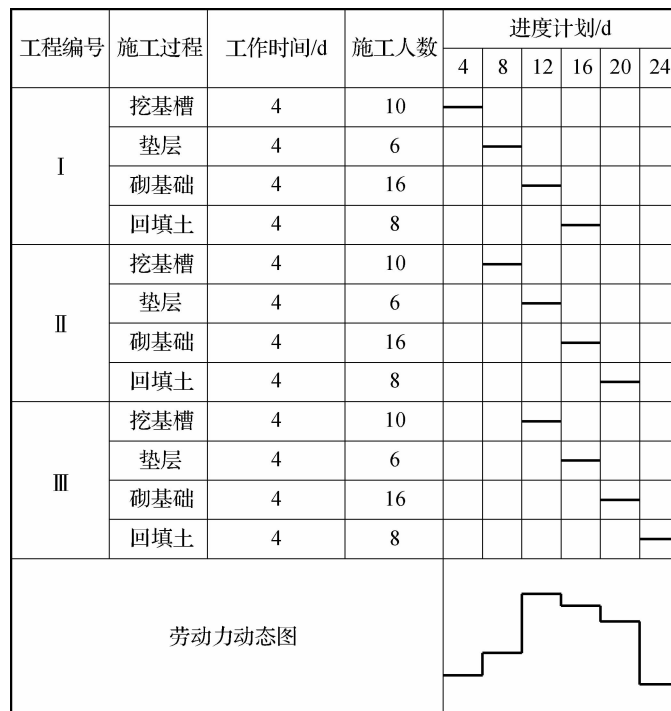 工程编号 施工过程 工作时间/d 施工人数 进度计划/d
4 8 12 16 20 24
Ⅰ
挖基槽 4 10
垫层 4 6
砌基础 4 16
回填土 4 8
Ⅱ
挖基槽 4 10
垫层 4 6
砌基础 4 16
回填土 4 8
Ⅲ
挖基槽 4 10
垫层 4 6
砌基础 4 16
回填土 4 8
劳动力动态图